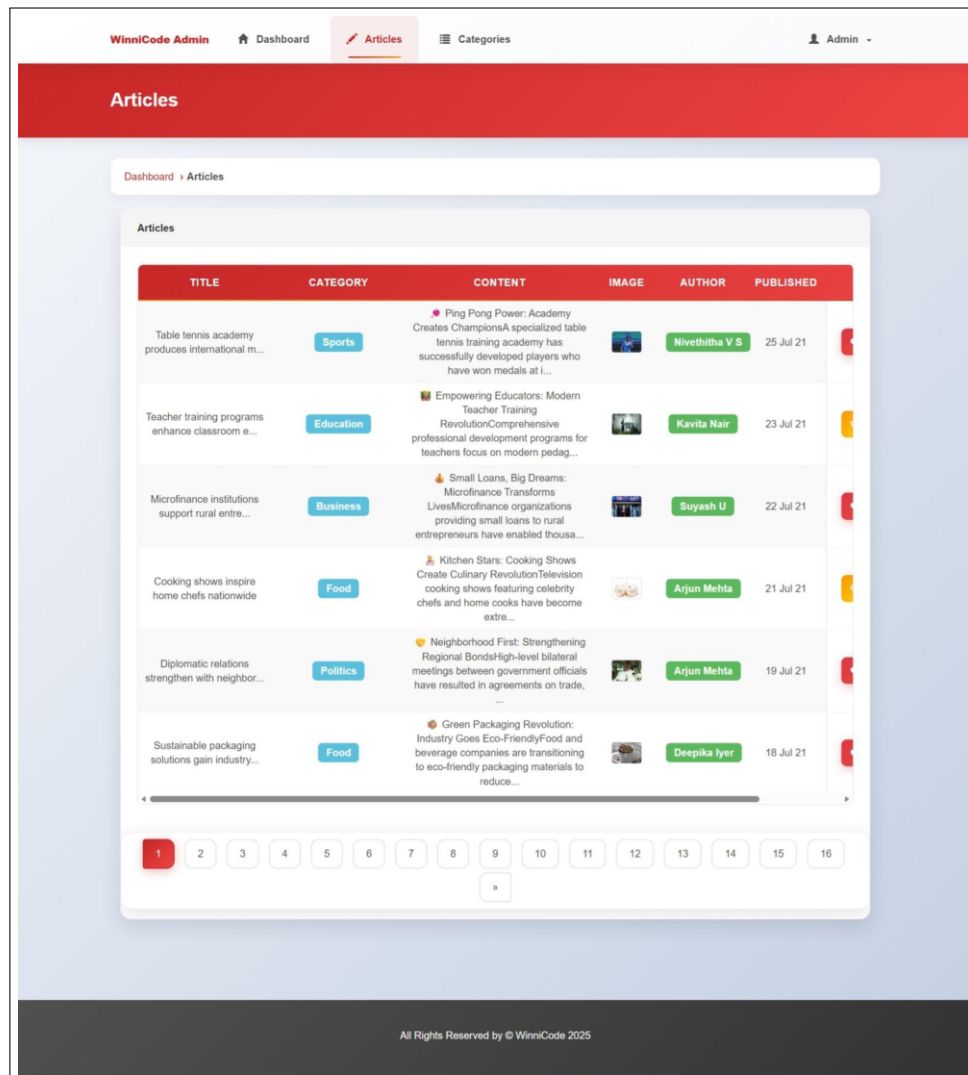 WinniCode Admin Dashboard Articles Categories Admin
Articles
Dashboard › Articles
Articles
TITLE CATEGORY CONTENT IMAGE AUTHOR PUBLISHED
Table tennis academy
produces international m...
Sports
Ping Pong Power: Academy
Creates ChampionsA specialized table
tennis training academy has
successfully developed players who
have won medals at i...
Nivethitha V S
25 Jul 21
Teacher training programs
enhance classroom e...
Education
Empowering Educators: Modern
Teacher Training
RevolutionComprehensive
professional development programs for
teachers focus on modern pedag...
Kavita Nair
23 Jul 21
Microfinance institutions
support rural entre...
Business
Small Loans, Big Dreams:
Microfinance Transforms
LivesMicrofinance organizations
providing small loans to rural
entrepreneurs have enabled thousa...
Suyash U
22 Jul 21
Cooking shows inspire
home chefs nationwide
Food
Kitchen Stars: Cooking Shows
Create Culinary RevolutionTelevision
cooking shows featuring celebrity
chefs and home cooks have become
extre...
Arjun Mehta
21 Jul 21
Diplomatic relations
strengthen with neighbor...
Politics
Neighborhood First: Strengthening
Regional BondsHigh-level bilateral
meetings between government officials
have resulted in agreements on trade,
...
Arjun Mehta
19 Jul 21
Sustainable packaging
solutions gain industry...
Food
Green Packaging Revolution:
Industry Goes Eco-FriendlyFood and
beverage companies are transitioning
to eco-friendly packaging materials to
reduce...
Deepika Iyer
18 Jul 21
1 2 3 4 5 6 7 8 9 10 11 12 13 14 15 16
»
All Rights Reserved by © WinniCode 2025